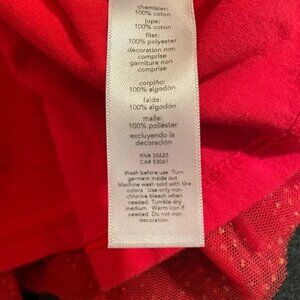 chemisier:
100% coton
jupe:
100% coton
filet:
100% polyester
décoration non
comprise
garniture non
comprise
corpiño:
100% algodón
falda:
100% algodón
malla:
100% poliéster
excluyendo la
decoración
RN# 35623
CA# 53061
Wash before use. Turn
garment inside out.
Machine wash cold with like
colors. Use only non-
chlorine bleach when
needed. Tumble dry
medium. Warm iron if
needed. Do not iron
decoration.